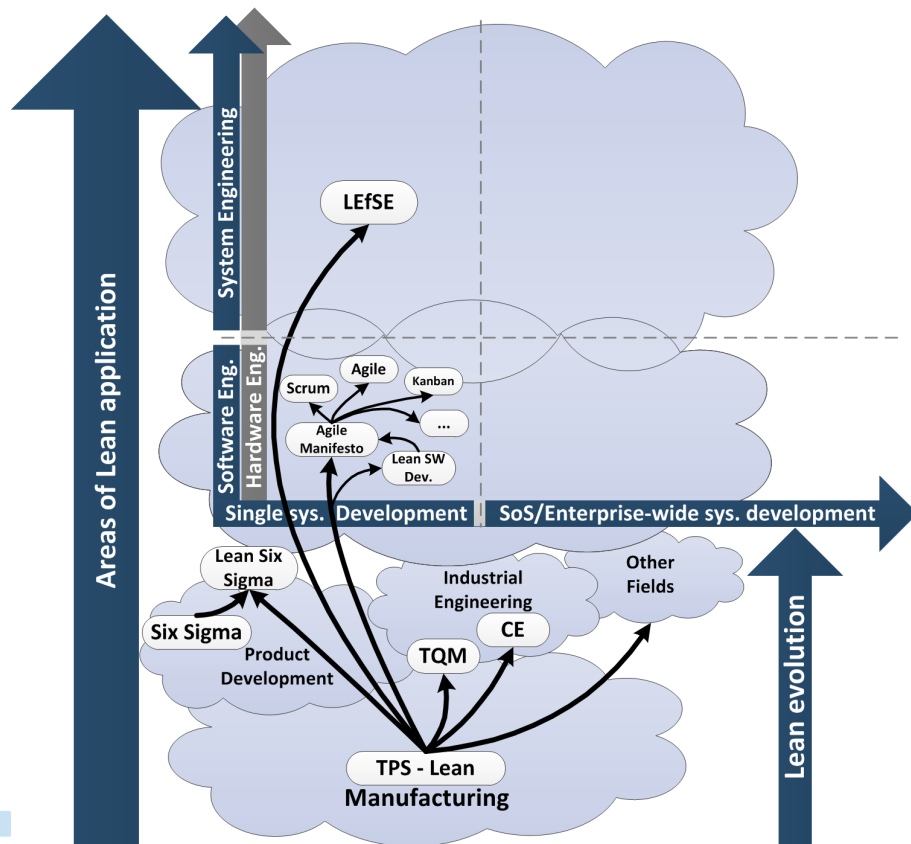 Areas of Lean application
System Engineering
Software Eng.
Hardware Eng.
LEfSE
Agile
Kanban
Scrum
...
Agile
Manifesto
Lean SW
Dev.
Single sys. Development
SoS/Enterprise-wide sys. development
Lean Six
Sigma
Six Sigma
Product
Development
Industrial
Engineering
CE
TQM
Other
Fields
Lean evolution
TPS - Lean
Manufacturing